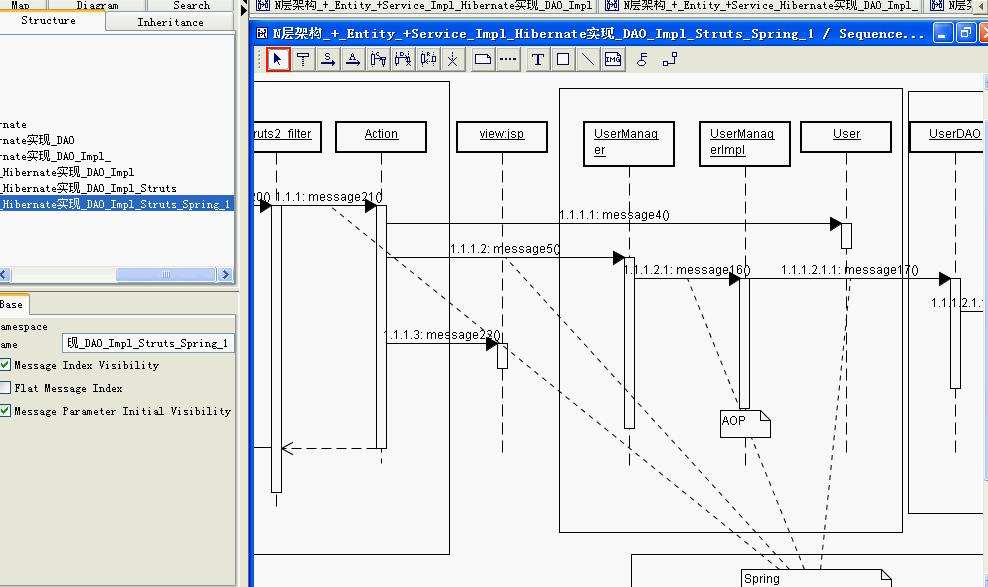 Map Diagram Search
Structure Inheritance
rnate
rnate实现_DAO
rnate实现_DAO_Impl_
_Hibernate实现_DAO_Impl
_Hibernate实现_DAO_Impl_Struts
_Hibernate实现_DAO_Impl_Struts_Spring_1
Base
amespace
ame 现_DAO_Impl_Struts_Spring_1
Message Index Visibility
Flat Message Index
Message Parameter Initial Visibility
N层架构_+_Entity_+Service_Impl_Hibernate实现_DAO_Impl N层架构_+_Entity_+Service_Impl_Hibernate实现_DAO_Impl_ N层架
N层架构_+_Entity_+Service_Impl_Hibernate实现_DAO_Impl_Struts_Spring_1 / Sequence...
T IMG
ruts2_filter Action view:jsp UserManag
er UserManag
erImpl User UserDAO
20() 1.1.1: message21()
1.1.1.1: message4()
1.1.1.2: message5()
1.1.1.2.1: message16() 1.1.1.2.1.1: message17()
1.1.1.2.1.
1.1.1.3: message22()
AOP
Spring